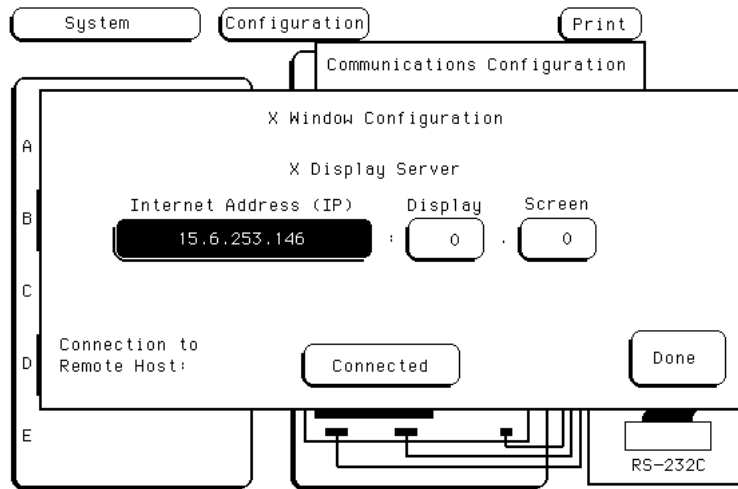 System Configuration Print
Communications Configuration
X Window Configuration
X Display Server
Internet Address (IP) Display Screen
15.6.253.146 : 0 . 0
Connection to
Remote Host:
Connected
Done
A
B
C
D
E
RS-232C